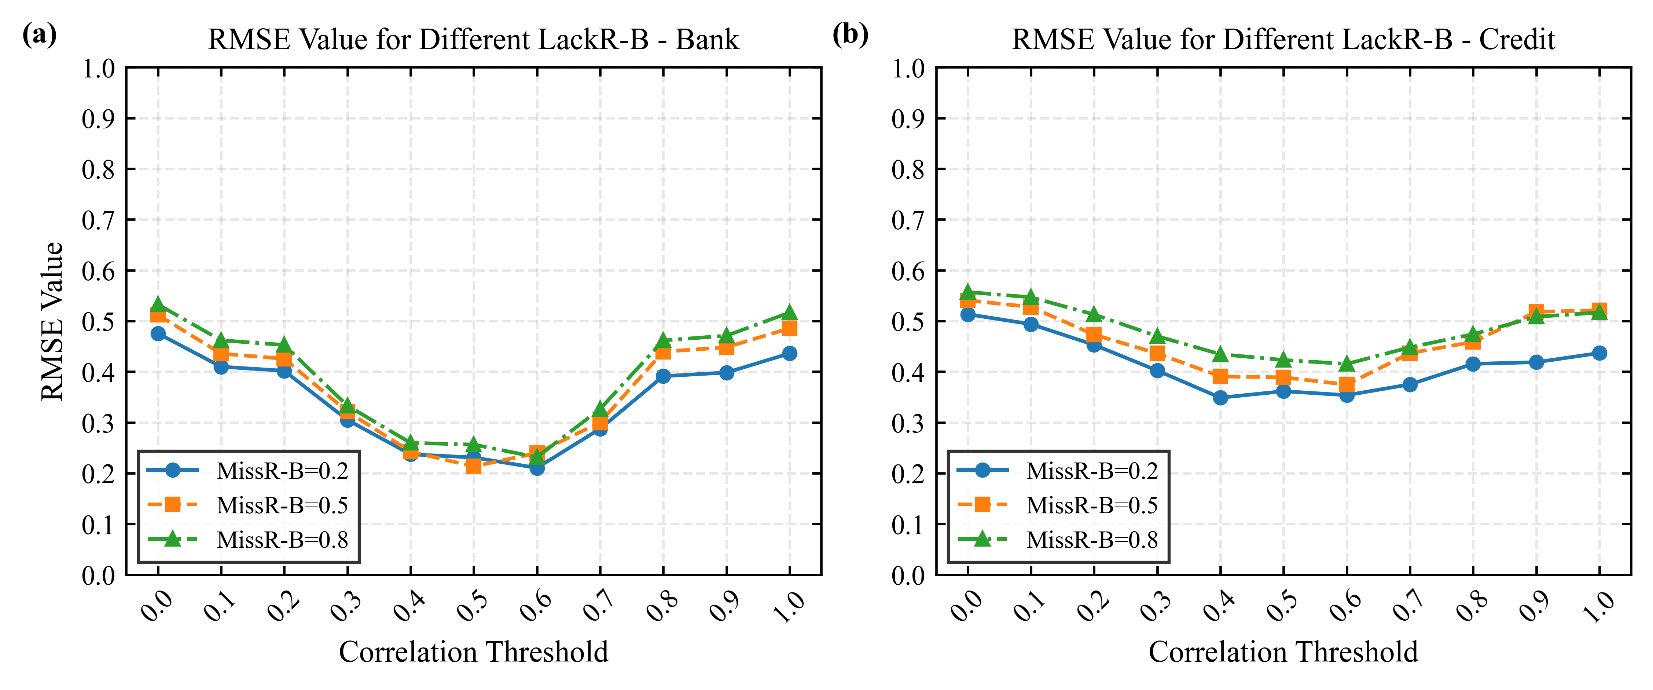 (a)
RMSE Value for Different LackR-B - Bank
RMSE Value
1.0
0.9
0.8
0.7
0.6
0.5
0.4
0.3
0.2
0.1
0.0
MissR-B=0.2
MissR-B=0.5
MissR-B=0.8
0.0 0.1 0.2 0.3 0.4 0.5 0.6 0.7 0.8 0.9 1.0
Correlation Threshold
(b)
RMSE Value for Different LackR-B - Credit
1.0
0.9
0.8
0.7
0.6
0.5
0.4
0.3
0.2
0.1
0.0
MissR-B=0.2
MissR-B=0.5
MissR-B=0.8
0.0 0.1 0.2 0.3 0.4 0.5 0.6 0.7 0.8 0.9 1.0
Correlation Threshold